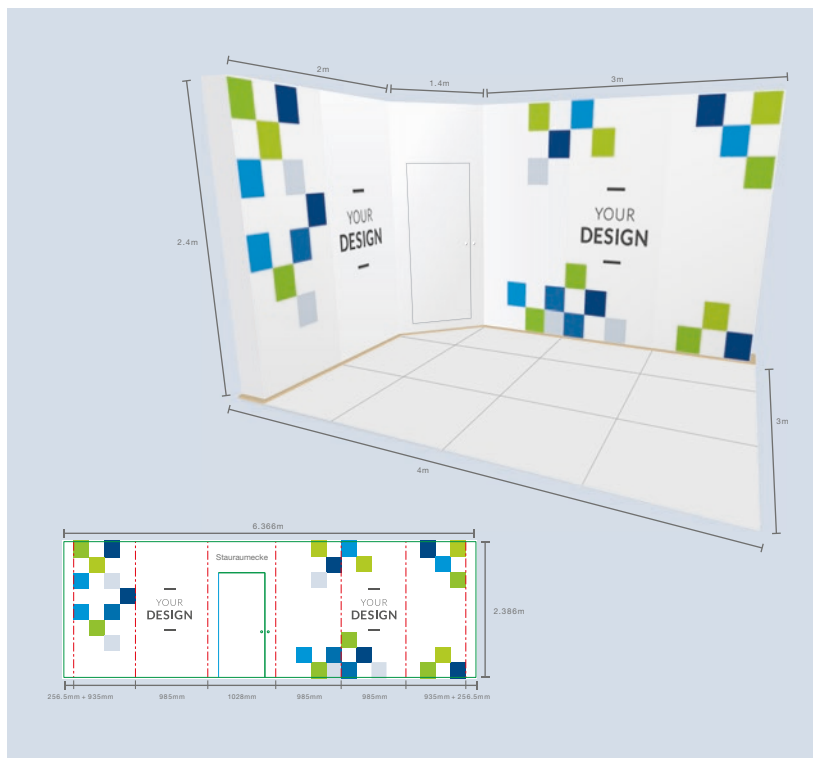 2m
1.4m
3m
2.4m
YOUR
DESIGN
YOUR
DESIGN
3m
4m
6.366m
Stauraumecke
YOUR
DESIGN
YOUR
DESIGN
2.386m
256.5mm + 935mm
985mm
1028mm
985mm
985mm
935mm + 256.5mm